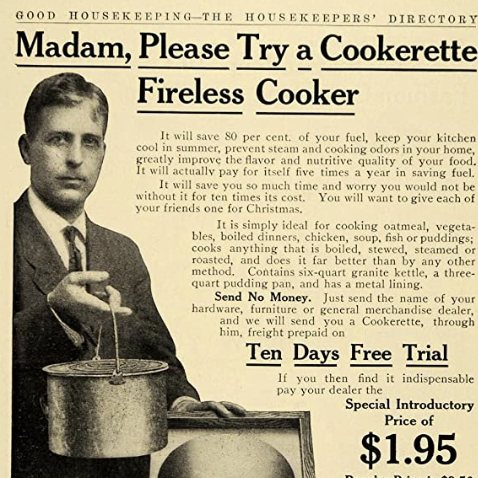 GOOD HOUSEKEEPING—THE HOUSEKEEPERS' DIRECTORY
Madam, Please Try a Cookerette
Fireless Cooker
It will save 80 per cent. of your fuel, keep your kitchen
cool in summer, prevent steam and cooking odors in your home,
greatly improve the flavor and nutritive quality of your food.
It will actually pay for itself five times a year in saving fuel.
It will save you so much time and worry you would not be
without it for ten times its cost. You will want to give each of
your friends one for Christmas.
It is simply ideal for cooking oatmeal, vegeta-
bles, boiled dinners, chicken, soup, fish or puddings;
cooks anything that is boiled, stewed, steamed or
roasted, and does it far better than by any other
method. Contains six-quart granite kettle, a three-
quart pudding pan, and has a metal lining.
Send No Money. Just send the name of your
hardware, furniture or general merchandise dealer,
and we will send you a Cookerette, through
him, freight prepaid on
Ten Days Free Trial
If you then find it indispensable
pay your dealer the
Special Introductory
Price of
$1.95